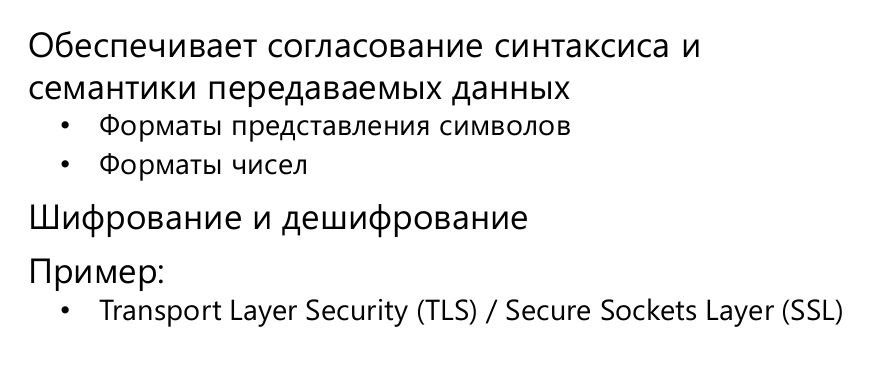 Обеспечивает согласование синтаксиса и
семантики передаваемых данных
• Форматы представления символов
• Форматы чисел
Шифрование и дешифрование
Пример:
• Transport Layer Security (TLS) / Secure Sockets Layer (SSL)